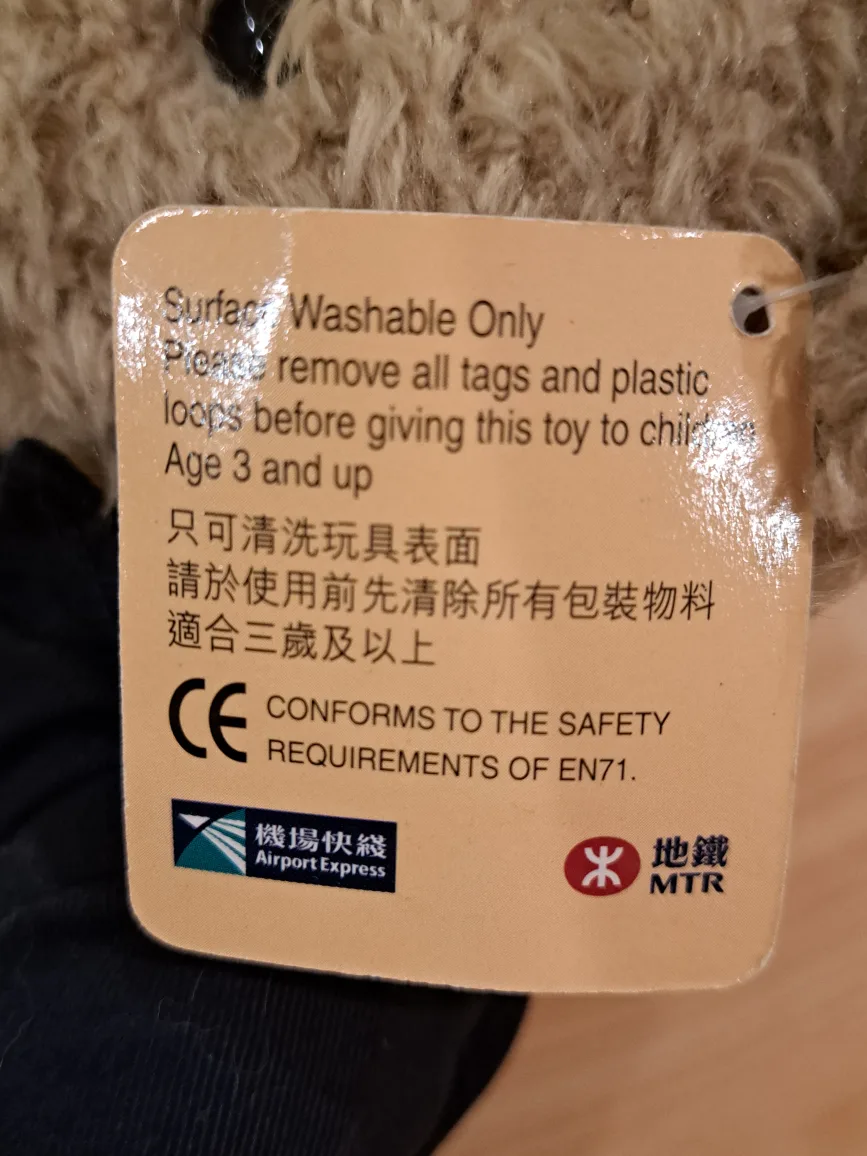 Surface Washable Only
Please remove all tags and plastic
loops before giving this toy to children
Age 3 and up
只可清洗玩具表面
請於使用前先清除所有包裝物料
適合三歲及以上
CE CONFORMS TO THE SAFETY
REQUIREMENTS OF EN71.
機場快綫
Airport Express
地鐵
MTR